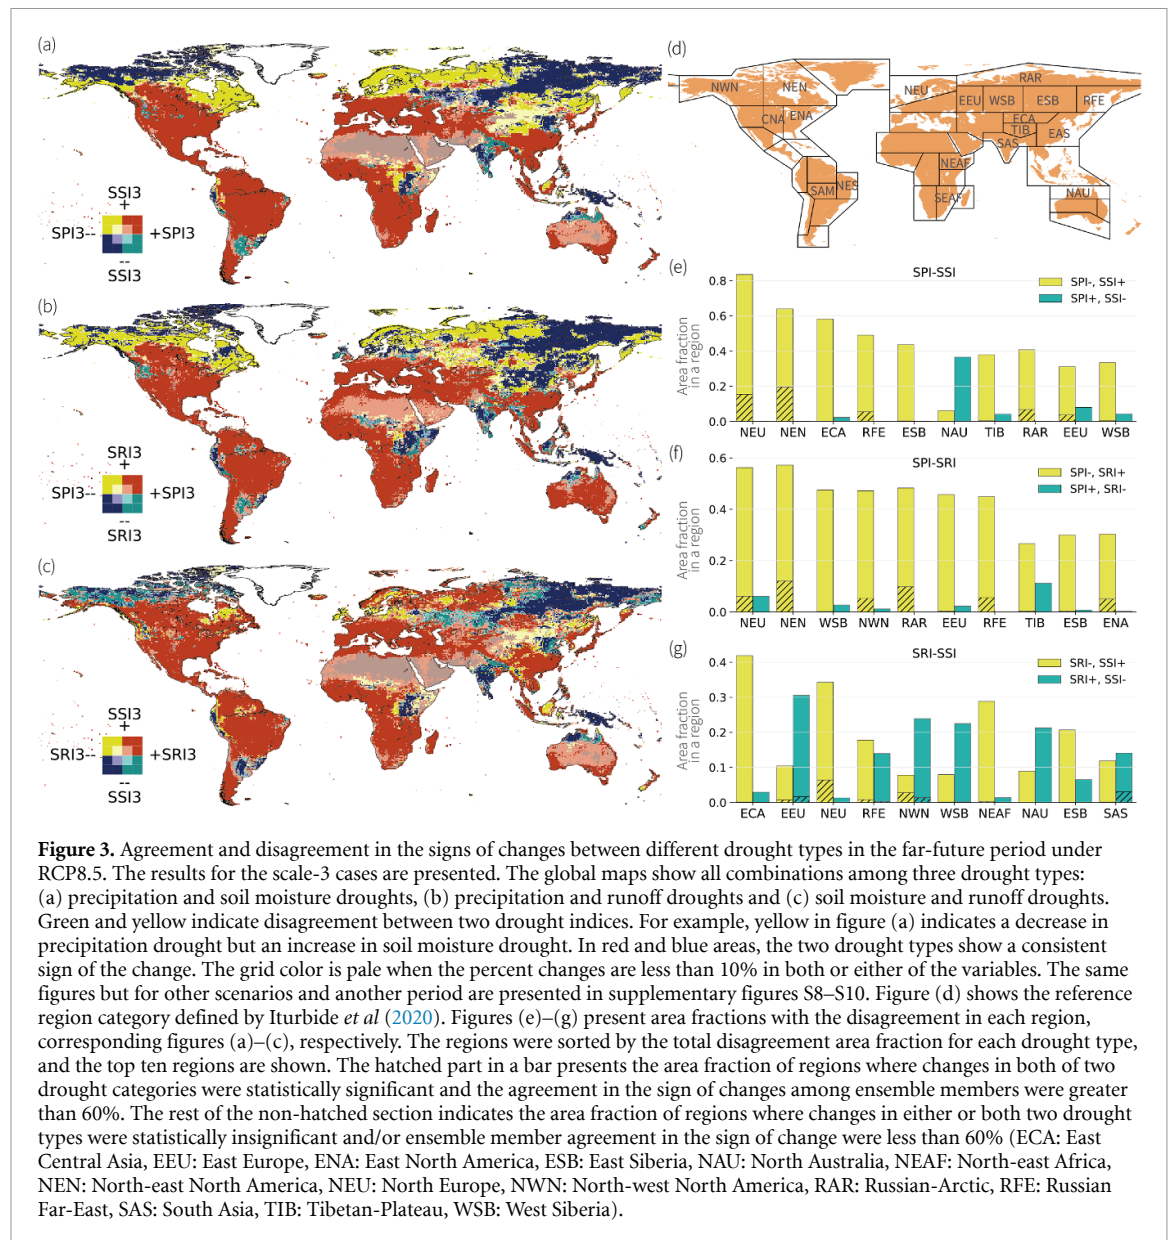 (a)
SSI3
+
SPI3-- +SPI3
--
SSI3
(b)
SRI3
+
SPI3-- +SPI3
--
SRI3
(c)
SSI3
+
SRI3-- +SRI3
--
SSI3
(d)
NWN NEN NEU RAR
EEU WSB ESB RFE
CNA ENA ECA
TIB EAS
SAS
NEAF
SAM NES SEAF NAU
(e)
SPI-SSI
SPI-, SSI+
SPI+, SSI-
Area fraction
in a region
0.8
0.6
0.4
0.2
0.0
NEU NEN ECA RFE ESB NAU TIB RAR EEU WSB
(f)
SPI-SRI
SPI-, SRI+
SPI+, SRI-
Area fraction
in a region
0.6
0.4
0.2
0.0
NEU NEN WSB NWN RAR EEU RFE TIB ESB ENA
(g)
SRI-SSI
SRI-, SSI+
SRI+, SSI-
Area fraction
in a region
0.4
0.3
0.2
0.1
0.0
ECA EEU NEU RFE NWN WSB NEAF NAU ESB SAS
Figure 3. Agreement and disagreement in the signs of changes between different drought types in the far-future period under
RCP8.5. The results for the scale-3 cases are presented. The global maps show all combinations among three drought types:
(a) precipitation and soil moisture droughts, (b) precipitation and runoff droughts and (c) soil moisture and runoff droughts.
Green and yellow indicate disagreement between two drought indices. For example, yellow in figure (a) indicates a decrease in
precipitation drought but an increase in soil moisture drought. In red and blue areas, the two drought types show a consistent
sign of the change. The grid color is pale when the percent changes are less than 10% in both or either of the variables. The same
figures but for other scenarios and another period are presented in supplementary figures S8–S10. Figure (d) shows the reference
region category defined by Iturbide et al (2020). Figures (e)–(g) present area fractions with the disagreement in each region,
corresponding figures (a)–(c), respectively. The regions were sorted by the total disagreement area fraction for each drought type,
and the top ten regions are shown. The hatched part in a bar presents the area fraction of regions where changes in both of two
drought categories were statistically significant and the agreement in the sign of changes among ensemble members were greater
than 60%. The rest of the non-hatched section indicates the area fraction of regions where changes in either or both two drought
types were statistically insignificant and/or ensemble member agreement in the sign of change were less than 60% (ECA: East
Central Asia, EEU: East Europe, ENA: East North America, ESB: East Siberia, NAU: North Australia, NEAF: North-east Africa,
NEN: North-east North America, NEU: North Europe, NWN: North-west North America, RAR: Russian-Arctic, RFE: Russian
Far-East, SAS: South Asia, TIB: Tibetan-Plateau, WSB: West Siberia).